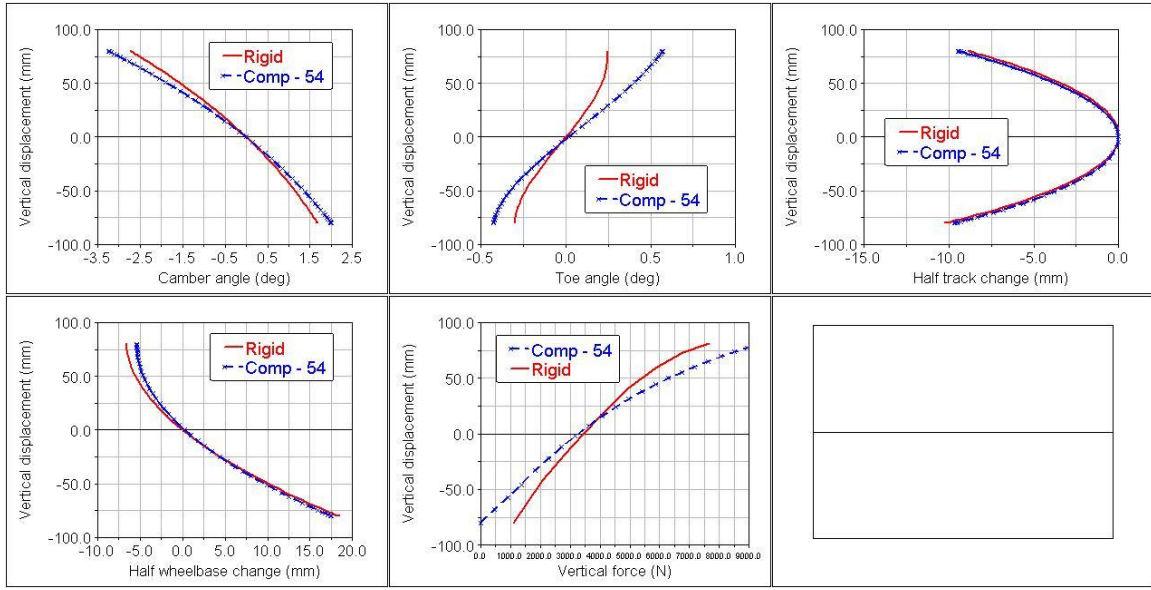 Vertical displacement (mm)
100.0
50.0
0.0
-50.0
-100.0
Rigid
Comp - 54
-3.5 -2.5 -1.5 -0.5 0.5 1.5 2.5
Camber angle (deg)
Vertical displacement (mm)
100.0
50.0
0.0
-50.0
-100.0
Rigid
Comp - 54
-0.5 0.0 0.5 1.0
Toe angle (deg)
Vertical displacement (mm)
100.0
50.0
0.0
-50.0
-100.0
Rigid
Comp - 54
-15.0 -10.0 -5.0 0.0
Half track change (mm)
Vertical displacement (mm)
100.0
50.0
0.0
-50.0
-100.0
Rigid
Comp - 54
-10.0 -5.0 0.0 5.0 10.0 15.0 20.0
Half wheelbase change (mm)
Vertical displacement (mm)
100.0
50.0
0.0
-50.0
-100.0
Comp - 54
Rigid
0.0 1000.0 2000.0 3000.0 4000.0 5000.0 6000.0 7000.0 8000.0 9000.0
Vertical force (N)